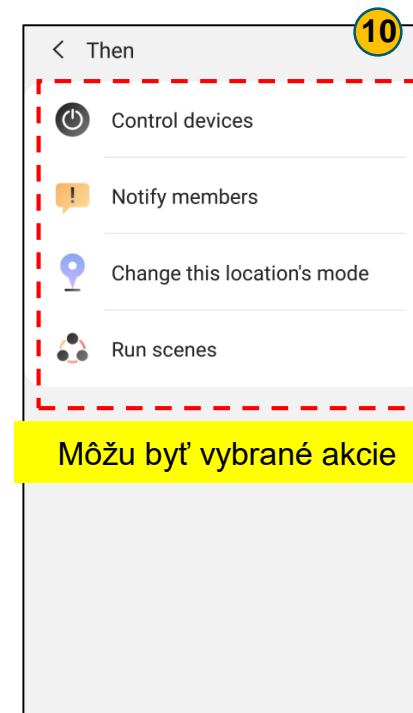 10
Then
Control devices
Notify members
Change this location's mode
Run scenes
Môžu byť vybrané akcie